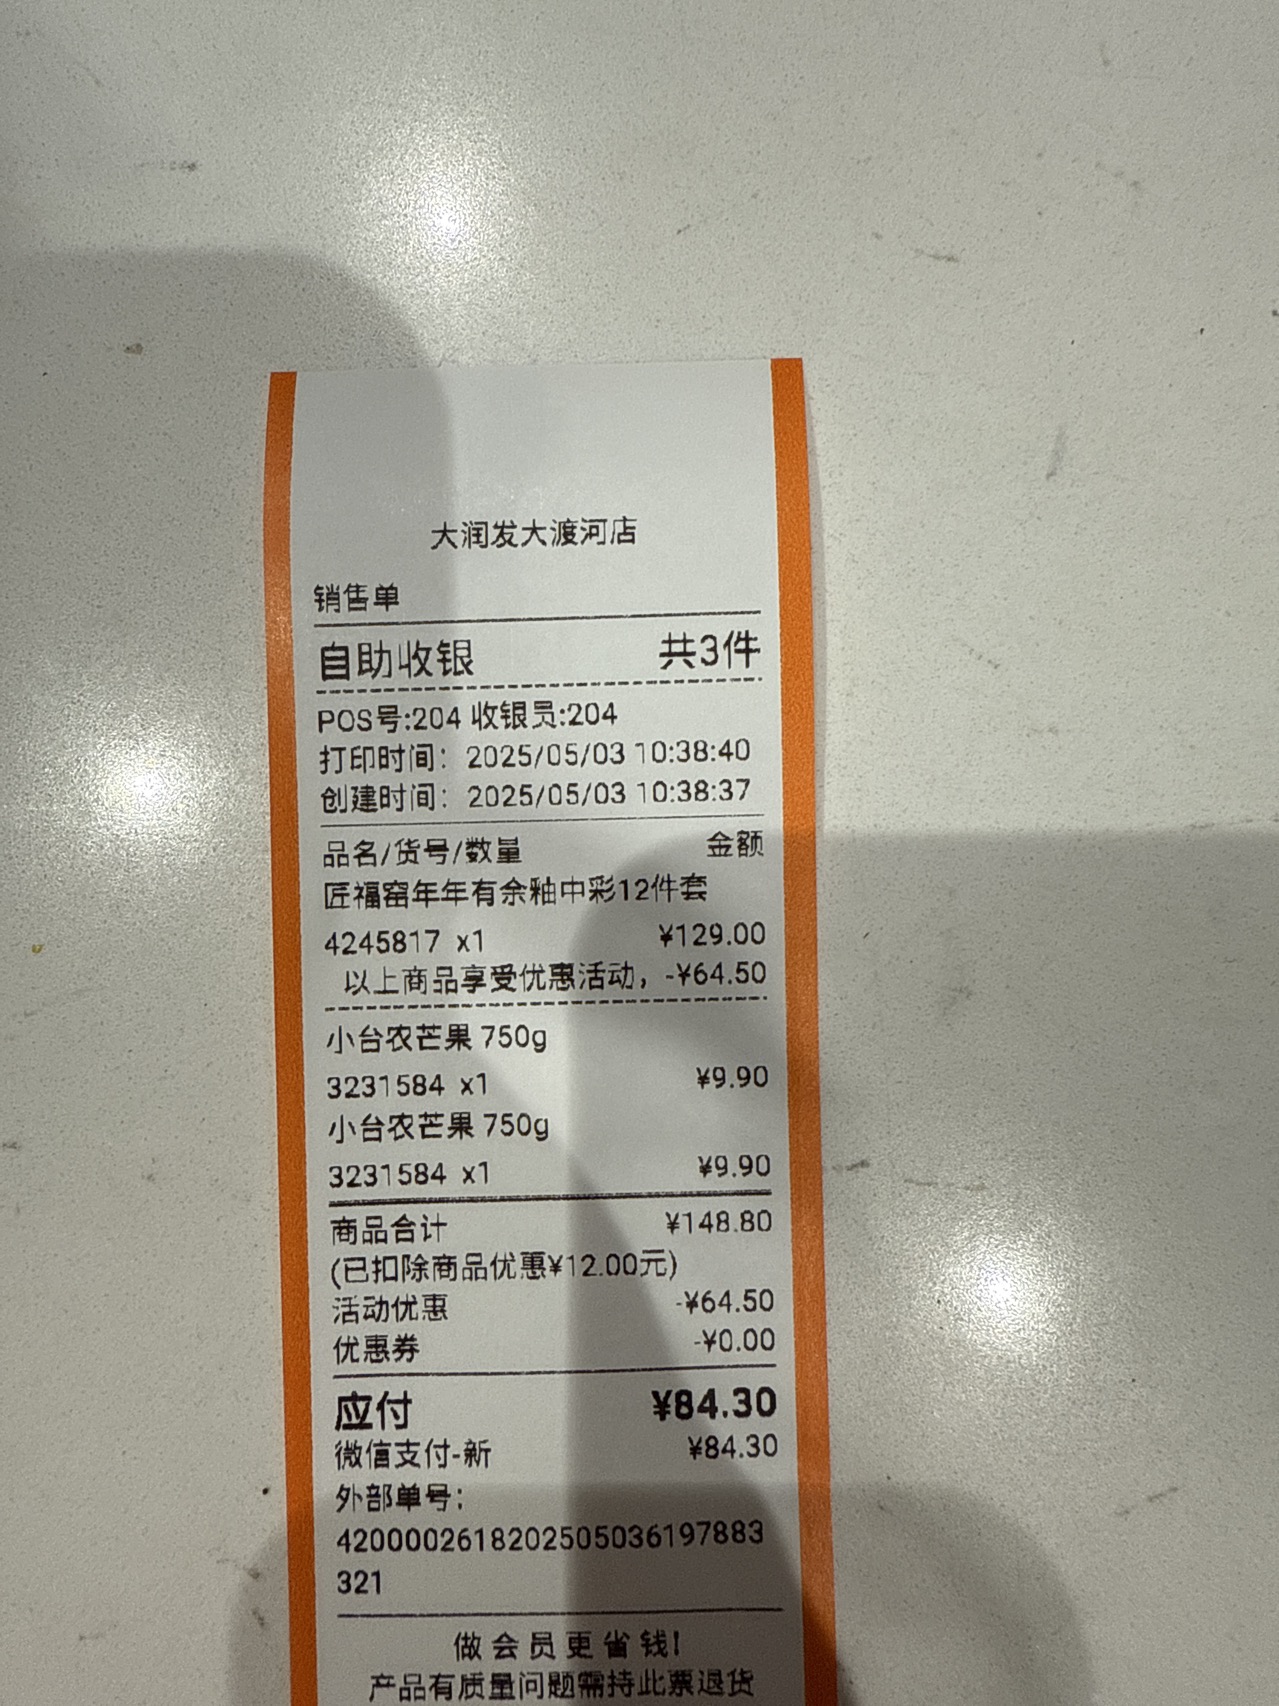 大润发大渡河店
销售单
自助收银 共3件
POS号:204 收银员:204
打印时间: 2025/05/03 10:38:40
创建时间: 2025/05/03 10:38:37
品名/货号/数量 金额
匠福窑年年有余釉中彩12件套
4245817 x1 ¥129.00
以上商品享受优惠活动, -¥64.50
小台农芒果 750g
3231584 x1 ¥9.90
小台农芒果 750g
3231584 x1 ¥9.90
商品合计 ¥148.80
(已扣除商品优惠¥12.00元)
活动优惠 -¥64.50
优惠券 -¥0.00
应付 ¥84.30
微信支付-新 ¥84.30
外部单号:
4200002618202505036197883
321
做会员更省钱!
产品有质量问题需持此票退货